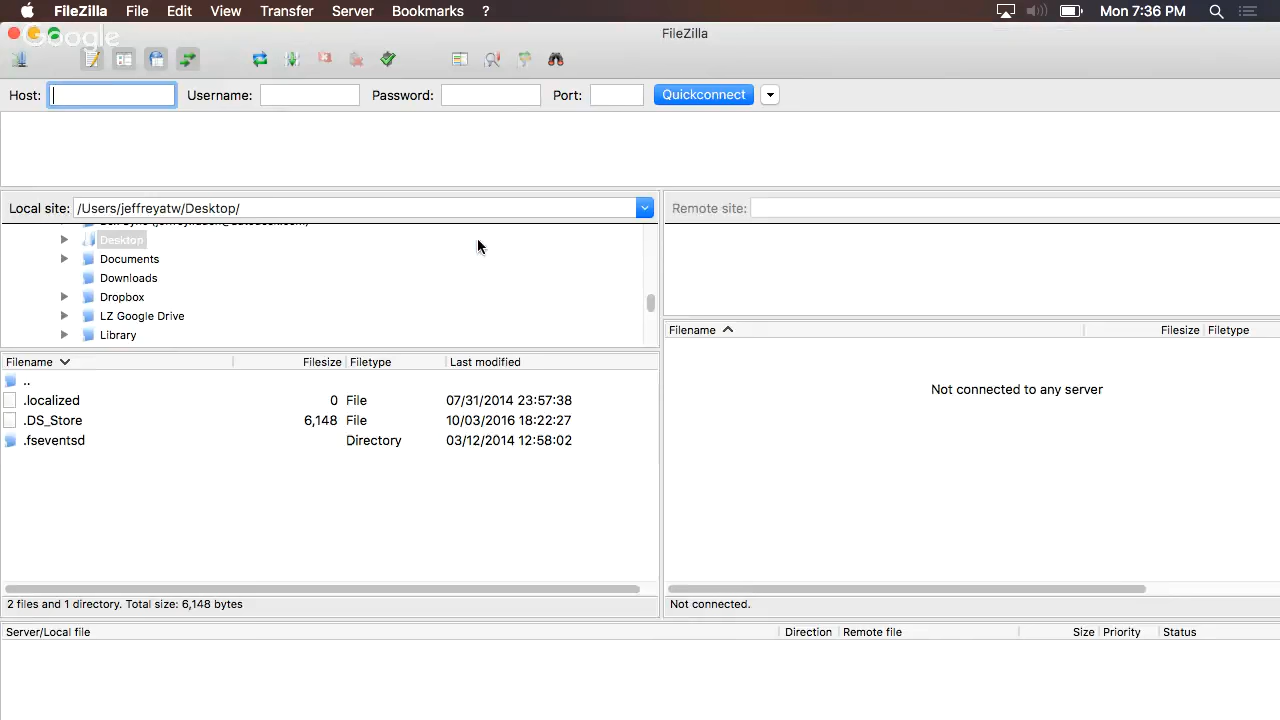 FileZilla File Edit View Transfer Server Bookmarks ? Mon 7:36 PM
Google
FileZilla
Host: Username: Password: Port: Quickconnect
Local site: /Users/jeffreyatw/Desktop/
Remote site:
Desktop
Documents
Downloads
Dropbox
LZ Google Drive
Library
Filename Filesize Filetype Last modified
..
.localized 0 File 07/31/2014 23:57:38
.DS_Store 6,148 File 10/03/2016 18:22:27
.fseventsd Directory 03/12/2014 12:58:02
2 files and 1 directory. Total size: 6,148 bytes
Filename Filesize Filetype
Not connected to any server
Not connected.
Server/Local file Direction Remote file Size Priority Status